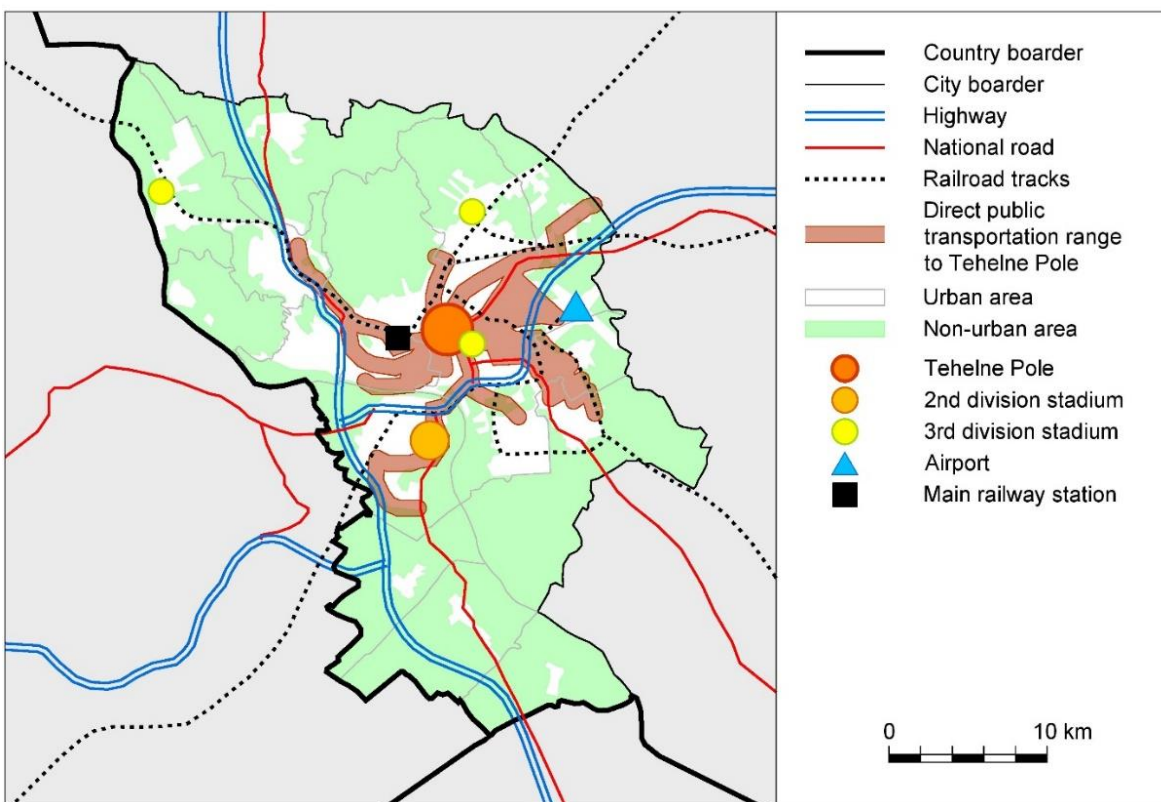 Country boarder
City boarder
Highway
National road
Railroad tracks
Direct public
transportation range
to Tehelne Pole
Urban area
Non-urban area
Tehelne Pole
2nd division stadium
3rd division stadium
Airport
Main railway station
0 10 km